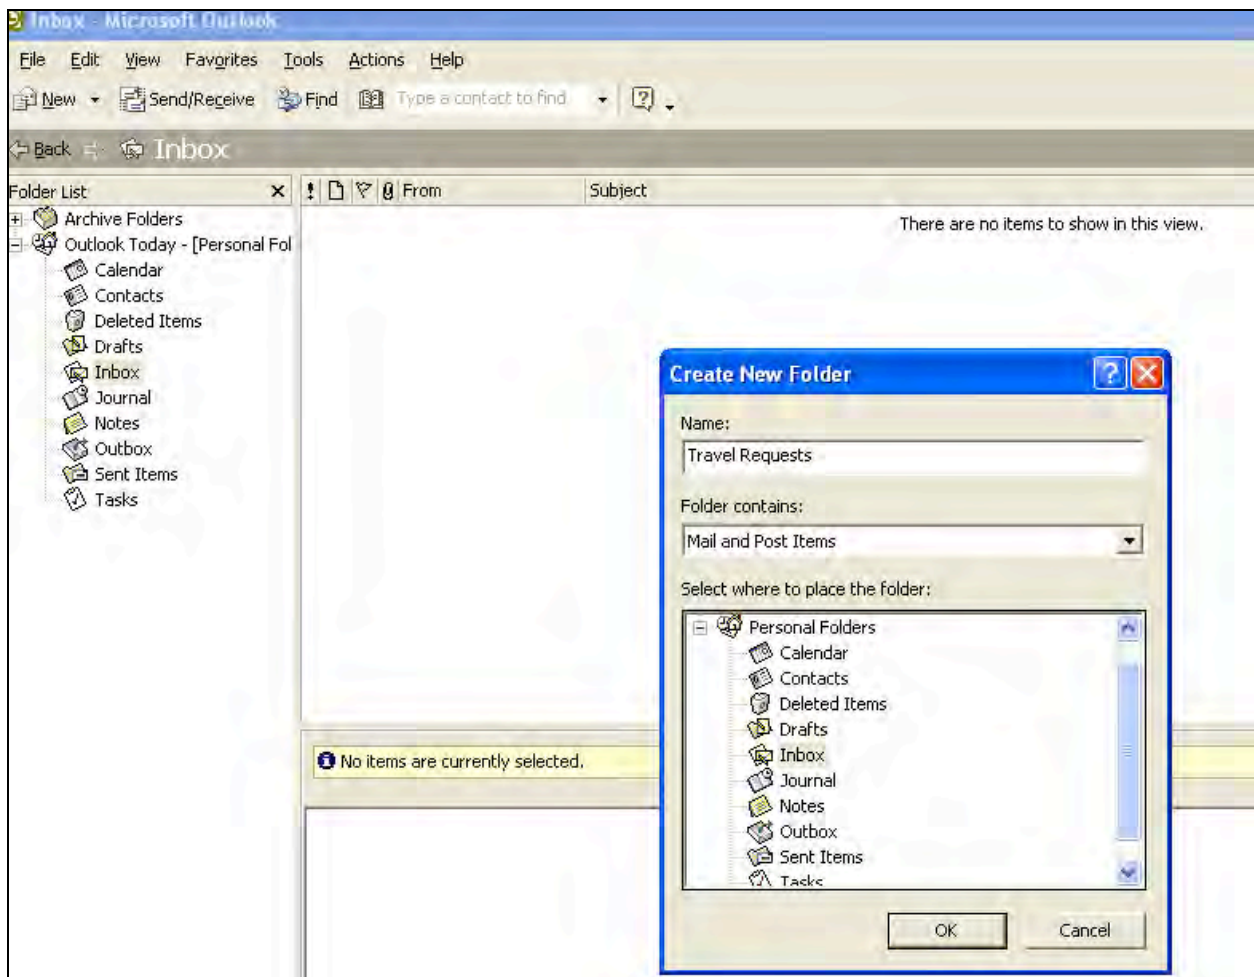 Inbox - Microsoft Outlook
File Edit View Favorites Tools Actions Help
New Send/Receive Find Type a contact to find
Back Inbox
Folder List
From Subject
Archive Folders
There are no items to show in this view.
Outlook Today - [Personal Fol
Calendar
Contacts
Deleted Items
Drafts
Inbox
Journal
Notes
Outbox
Sent Items
Tasks
Create New Folder
Name:
Travel Requests
Folder contains:
Mail and Post Items
Select where to place the folder:
Personal Folders
Calendar
Contacts
Deleted Items
Drafts
Inbox
Journal
Notes
Outbox
Sent Items
Tasks
OK Cancel
No items are currently selected.